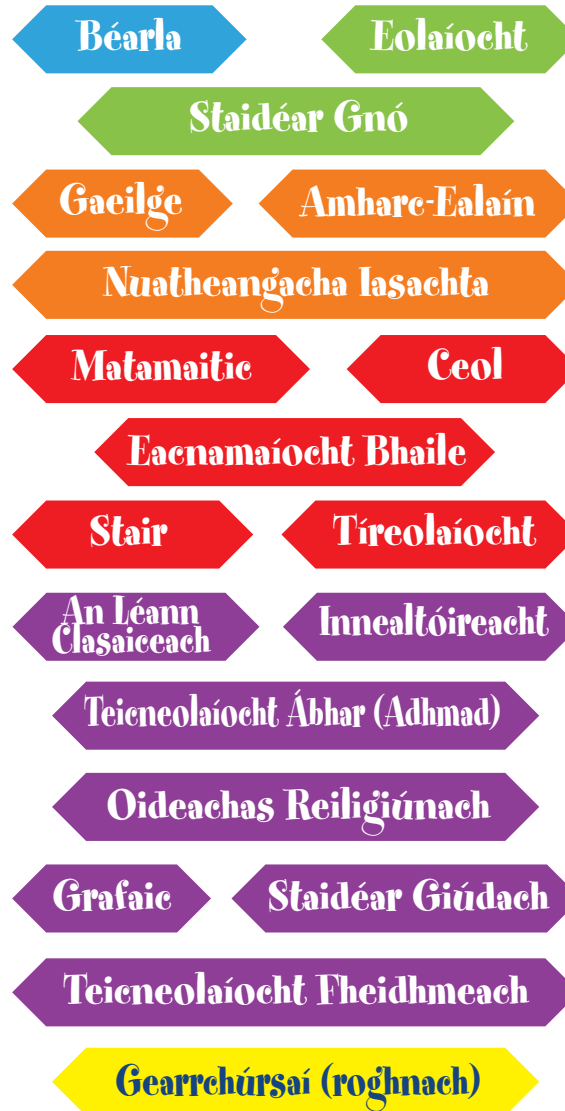 Béarla
Eolaíocht
Staidéar Gnó
Gaeilge
Amharc-Ealaín
Nuatheangacha Iasachta
Matamaitic
Ceol
Eacnamaíocht Bhaile
Stair
Tíreolaíocht
An Léann
Clasaiceach
Innealtóireacht
Teicneolaíocht Ábhar (Adhmad)
Oideachas Reiligiúnach
Grafaic
Staidéar Giúdach
Teicneolaíocht Fheidhmeach
Gearrchúrsaí (roghnach)